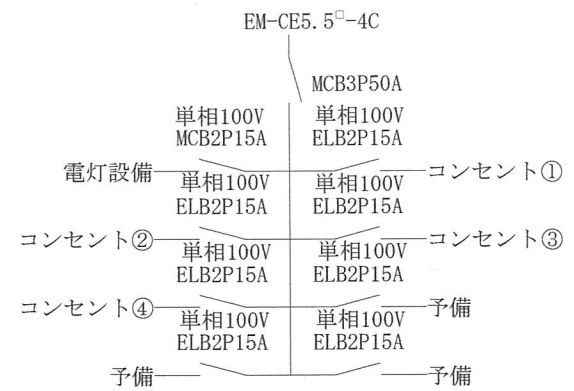 EM-CE5.5□-4C
MCB3P50A
単相100V 単相100V
MCB2P15A ELB2P15A
電灯設備 コンセント①
単相100V 単相100V
ELB2P15A ELB2P15A
コンセント② コンセント③
単相100V 単相100V
ELB2P15A ELB2P15A
コンセント④ 予備
単相100V 単相100V
ELB2P15A ELB2P15A
予備 予備